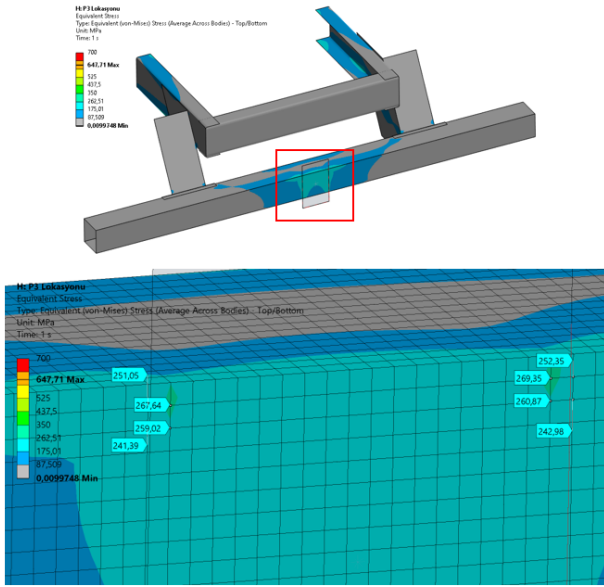 H: P3 Lokasyonu
Equivalent Stress
Type: Equivalent (von-Mises) Stress (Average Across Bodies) - Top/Bottom
Unit: MPa
Time: 1 s
700
647,71 Max
525
437,5
350
262,51
175,01
87,509
0,0099748 Min
H: P3 Lokasyonu
Equivalent Stress
Type: Equivalent (von-Mises) Stress (Average Across Bodies) - Top/Bottom
Unit: MPa
Time: 1 s
700
647,71 Max
525
437,5
350
262,51
175,01
87,509
0,0099748 Min
251,05
267,64
259,02
241,39
252,35
269,35
260,87
242,98